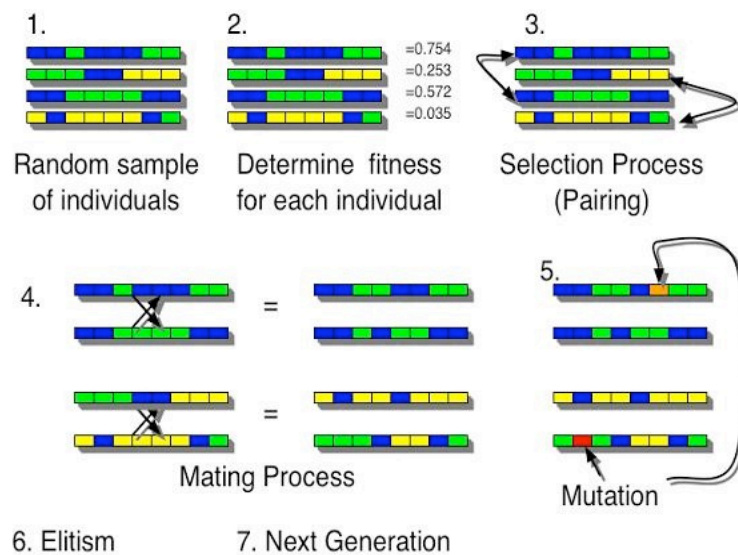 1.
Random sample
of individuals
2.
=0.754
=0.253
=0.572
=0.035
Determine fitness
for each individual
3.
Selection Process
(Pairing)
4.
=
=
Mating Process
5.
Mutation
6. Elitism
7. Next Generation